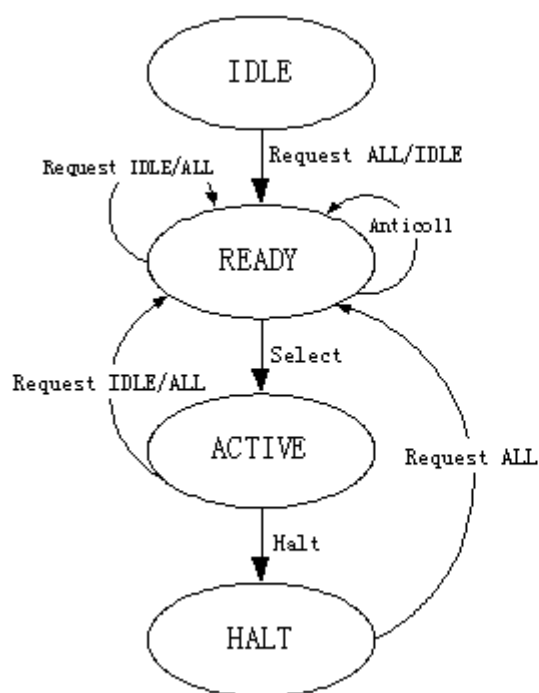 IDLE
Request ALL/IDLE
Request IDLE/ALL
Anticoll
READY
Select
Request IDLE/ALL
ACTIVE
Request ALL
Halt
HALT